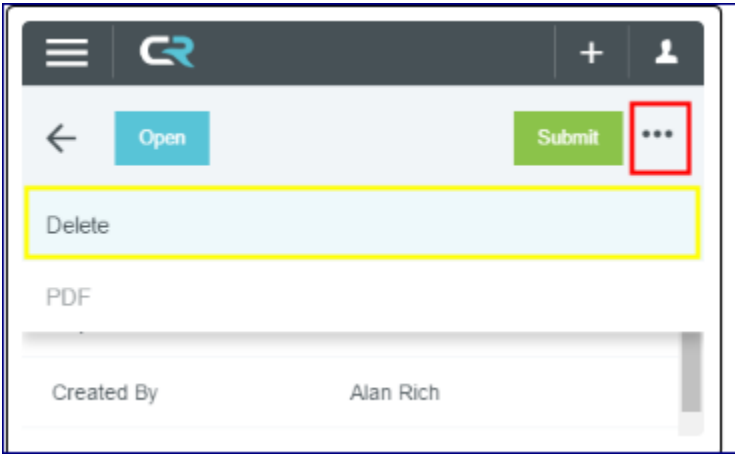 CR
Open Submit
Delete
PDF
Created By Alan Rich